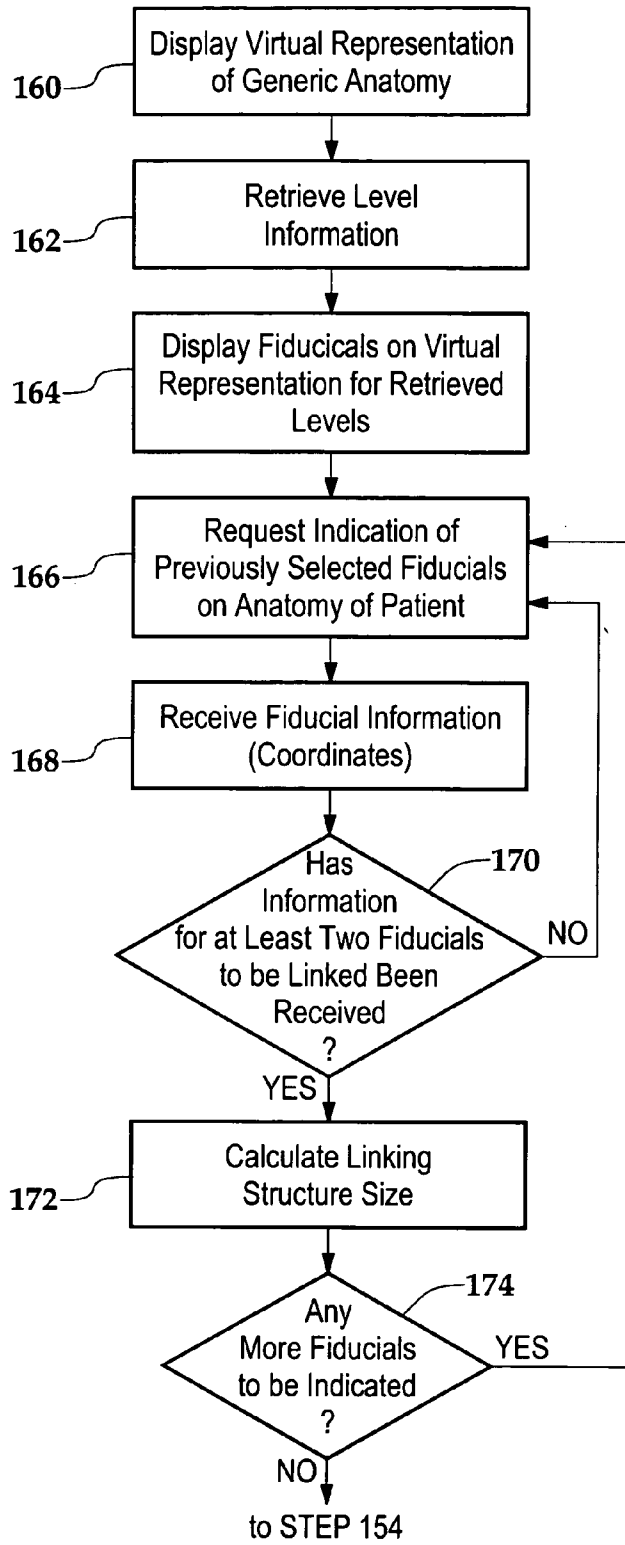 Display Virtual Representation
of Generic Anatomy
160
Retrieve Level
Information
162
Display Fiducicals on Virtual
Representation for Retrieved
Levels
164
Request Indication of
Previously Selected Fiducials
on Anatomy of Patient
166
Receive Fiducial Information
(Coordinates)
168
Has
Information
for at Least Two Fiducials
to be Linked Been
Received
?
170
NO
YES
Calculate Linking
Structure Size
172
Any
More Fiducials
to be Indicated
?
174
YES
NO
to STEP 154